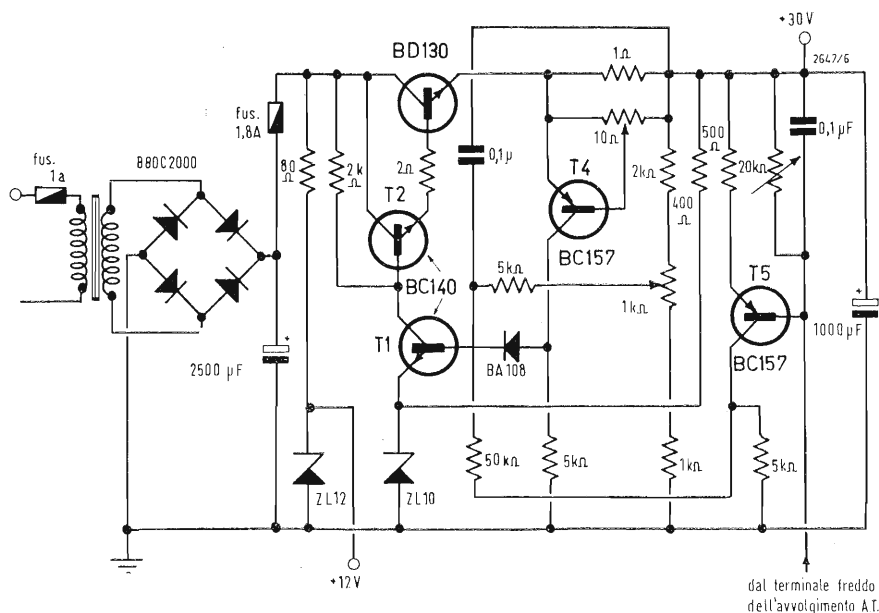 +30V
2647/6
BD130
1Ω
fus.
1,8A
0,1µF
B80C2000
10Ω
500
Ω
fus.
1a
80
Ω
2k
Ω
2Ω
0,1µ
T4
2kΩ
20kΩ
T2
400
Ω
5kΩ
BC157
T5
BC140
1kΩ
T1
BA108
1000µF
2500 µF
BC157
50kΩ
5kΩ
1kΩ
5kΩ
ZL12
ZL10
+12V
dal terminale freddo
dell'avvolgimento A.T.